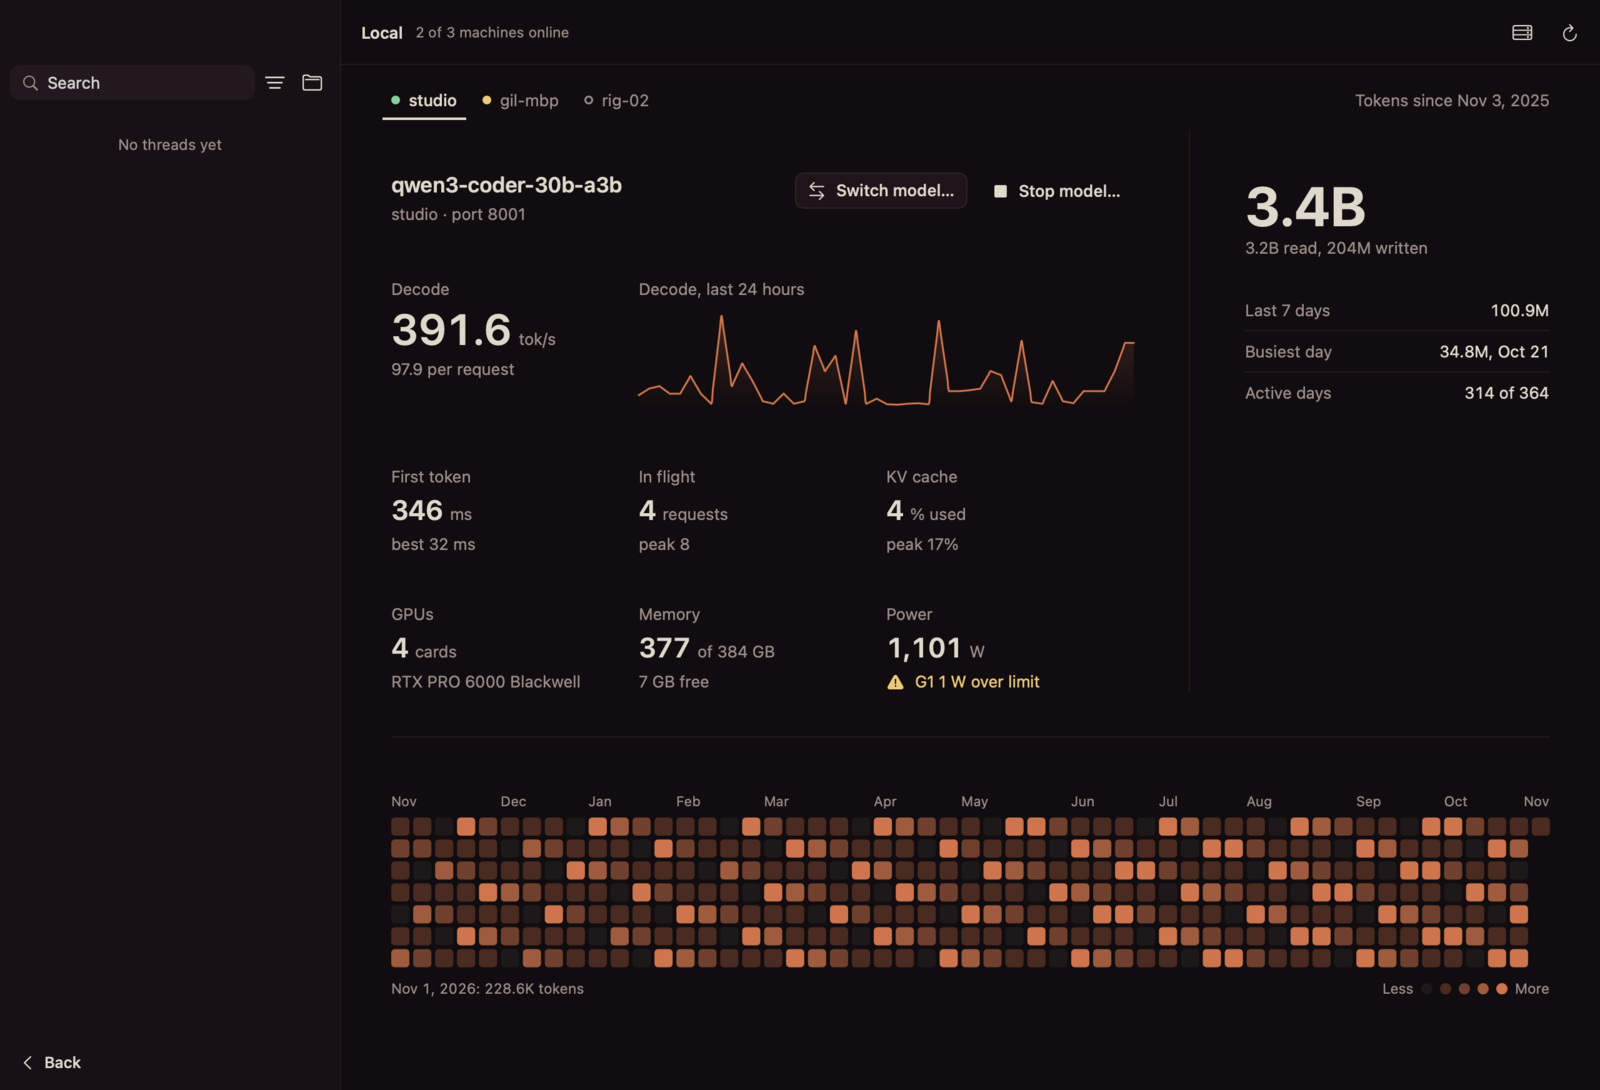 Local 2 of 3 machines online
Search
No threads yet
studio gil-mbp rig-02
Tokens since Nov 3, 2025
qwen3-coder-30b-a3b
studio · port 8001
Switch model...
Stop model...
3.4B
3.2B read, 204M written
Last 7 days 100.9M
Busiest day 34.8M, Oct 21
Active days 314 of 364
Decode
391.6 tok/s
97.9 per request
Decode, last 24 hours
First token
346 ms
best 32 ms
In flight
4 requests
peak 8
KV cache
4 % used
peak 17%
GPUs
4 cards
RTX PRO 6000 Blackwell
Memory
377 of 384 GB
7 GB free
Power
1,101 W
G1 1 W over limit
Nov Dec Jan Feb Mar Apr May Jun Jul Aug Sep Oct Nov
Nov 1, 2026: 228.6K tokens
Less More
Back